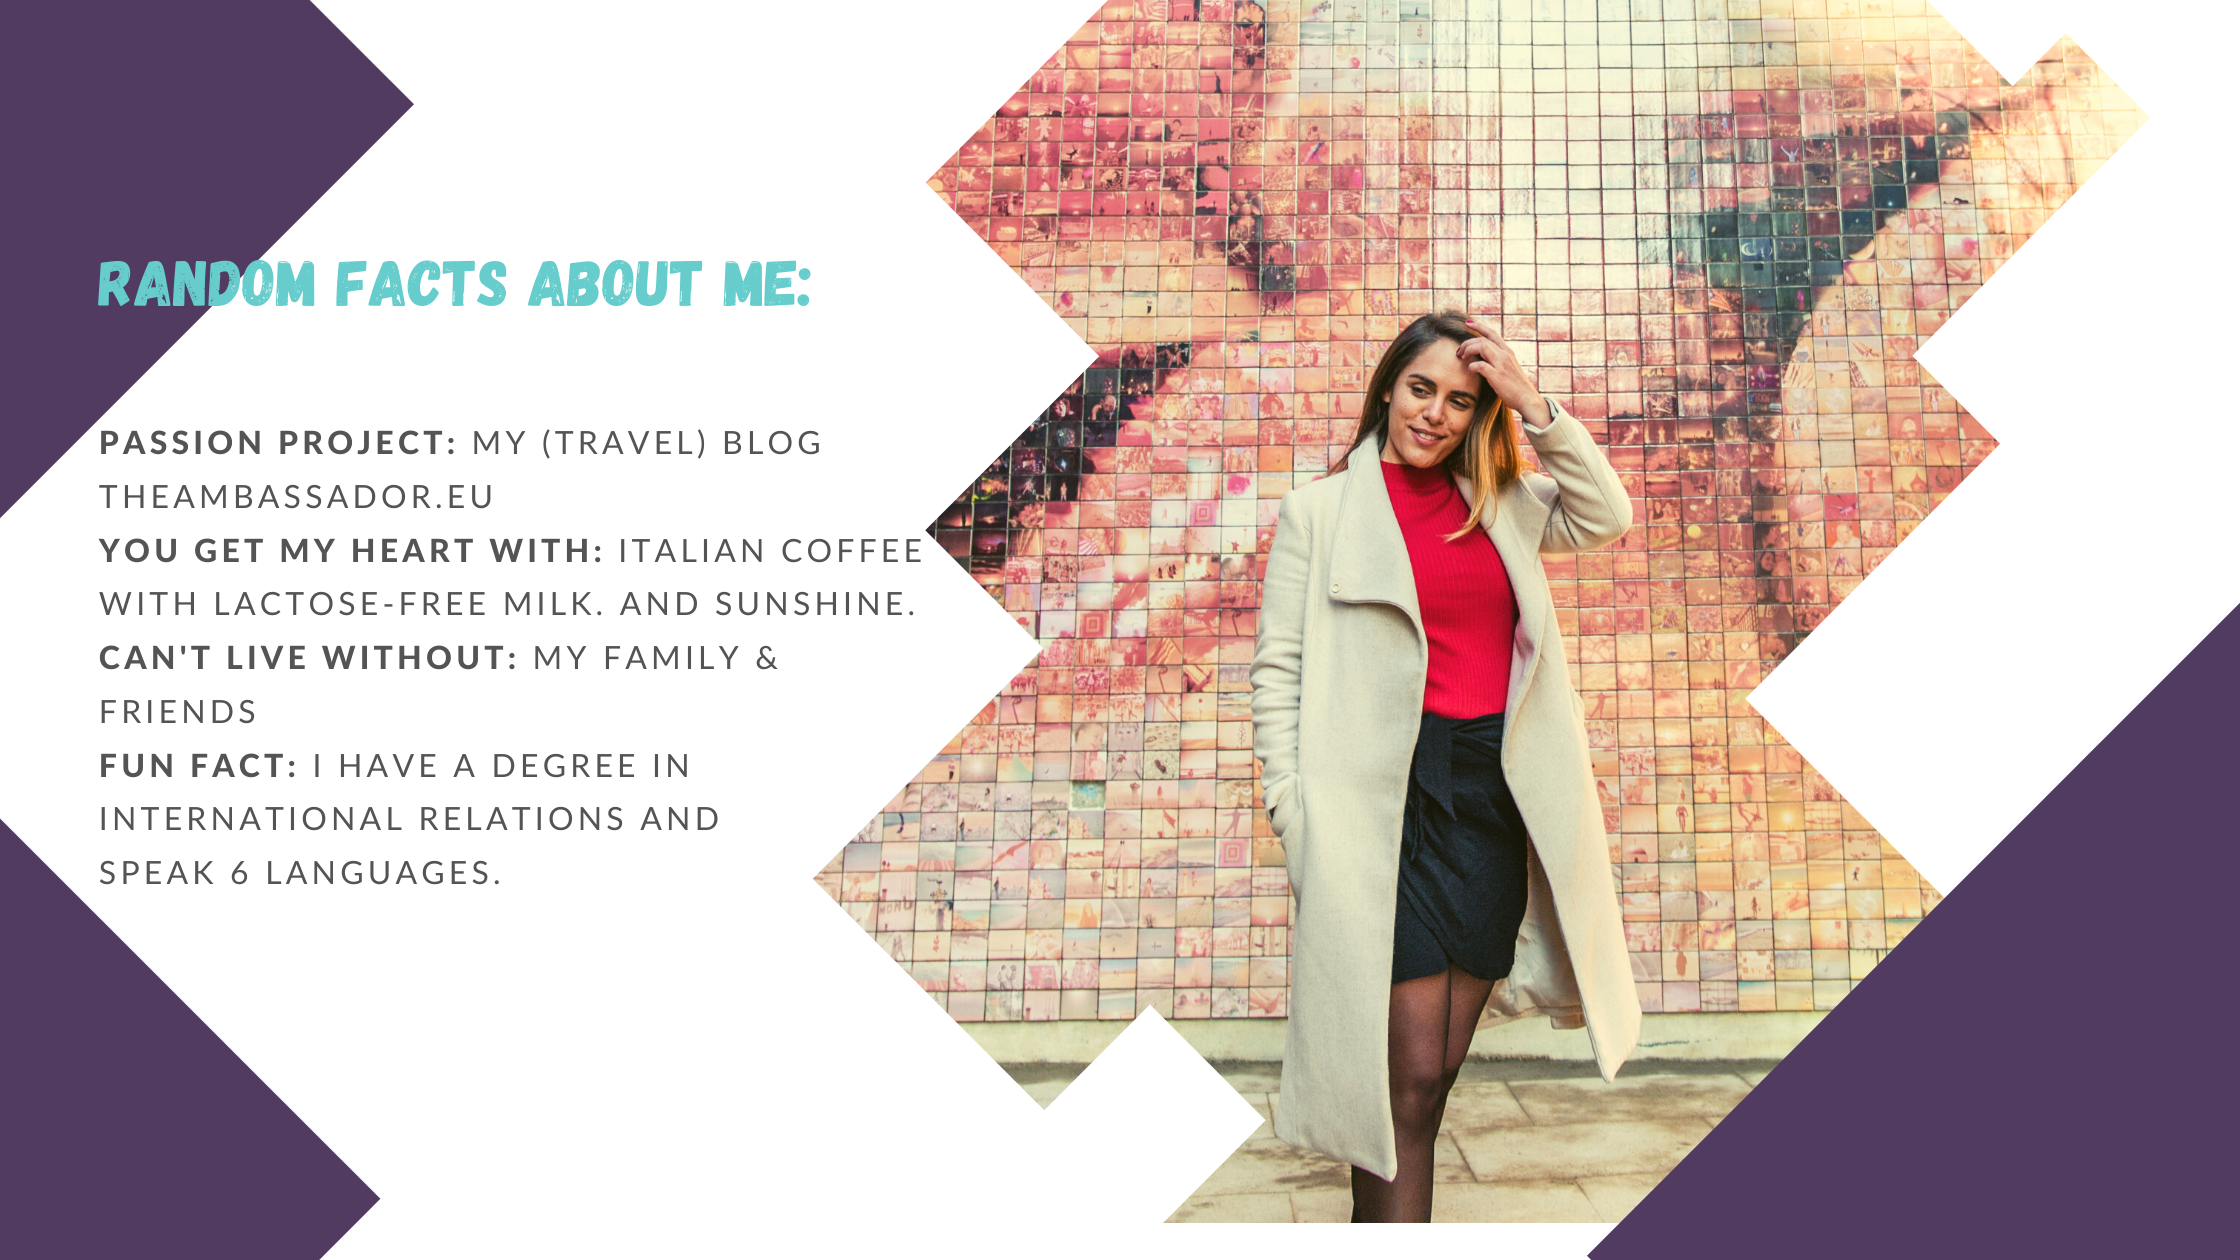 RANDOM FACTS ABOUT ME:
PASSION PROJECT: MY (TRAVEL) BLOG
THEAMBASSADOR.EU
YOU GET MY HEART WITH: ITALIAN COFFEE
WITH LACTOSE-FREE MILK. AND SUNSHINE.
CAN'T LIVE WITHOUT: MY FAMILY &
FRIENDS
FUN FACT: I HAVE A DEGREE IN
INTERNATIONAL RELATIONS AND
SPEAK 6 LANGUAGES.